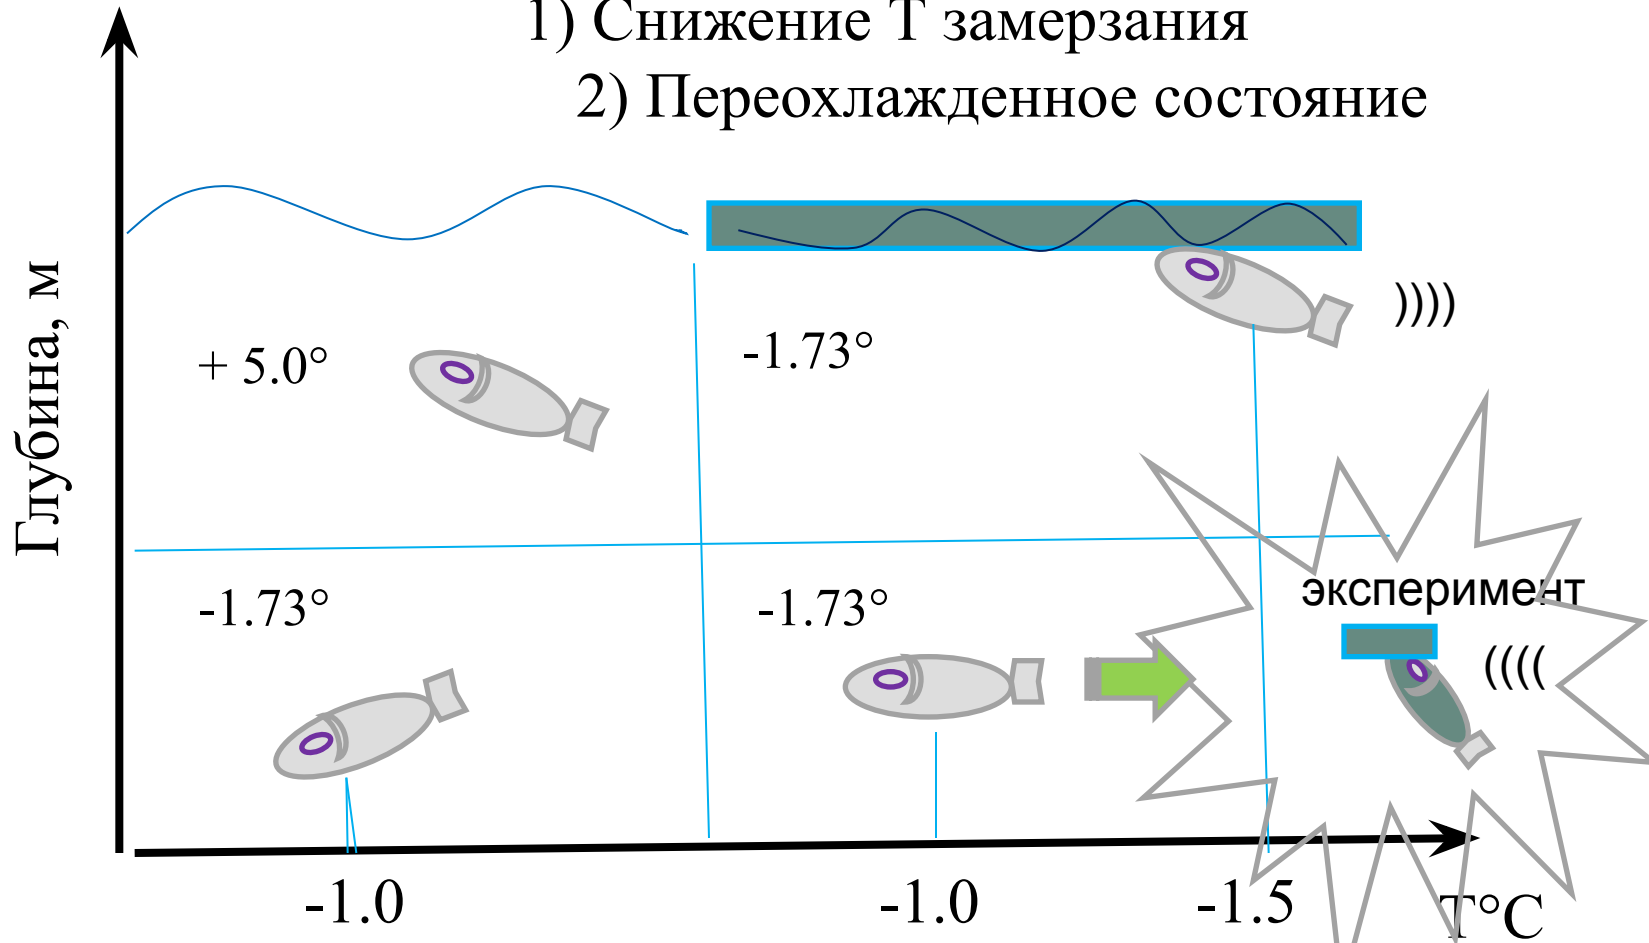 1) Снижение Т замерзания
2) Переохлажденное состояние
Глубина, м
+ 5.0°
-1.73°
))))
-1.73°
-1.73°
эксперимент
((((
-1.0
-1.0
-1.5
Т°С